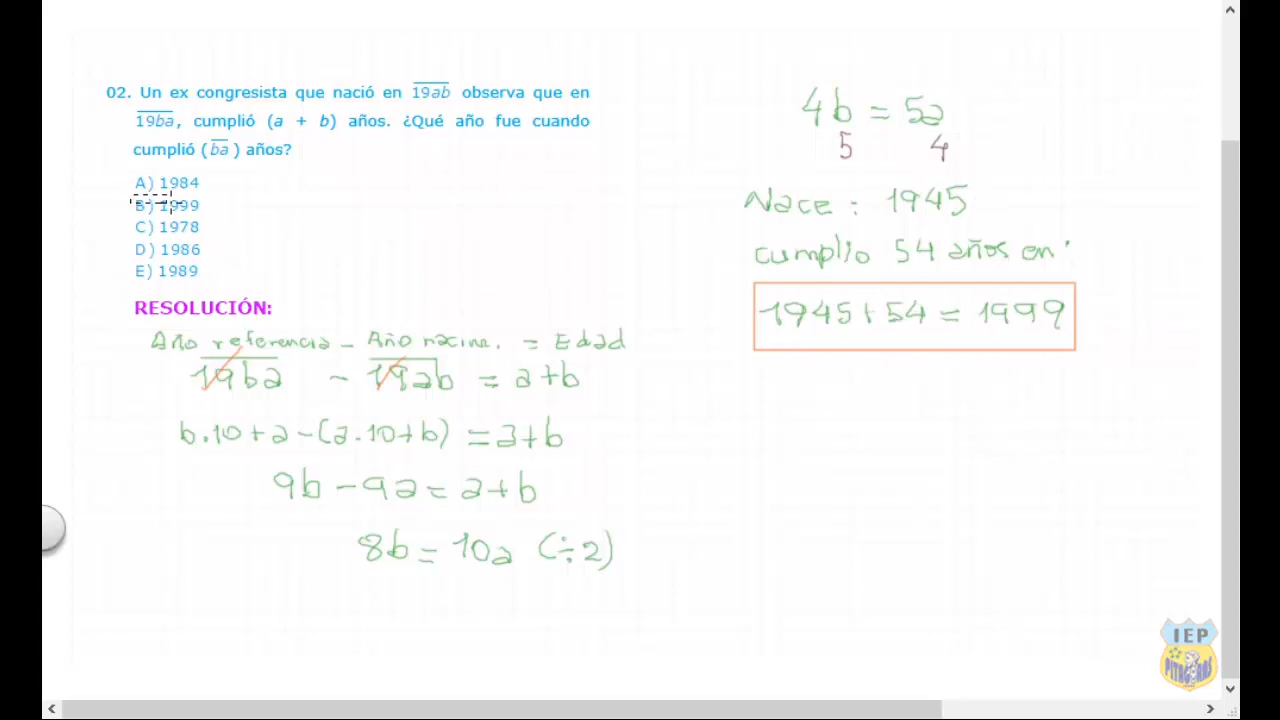 02. Un ex congresista que nació en 19ab observa que en
19ba, cumplió (a + b) años. ¿Qué año fue cuando
cumplió (ba) años?
A) 1984
B) 1999
C) 1978
D) 1986
E) 1989
RESOLUCIÓN:
Año referencia - Año nacim. = Edad
19ba - 19ab = a+b
b.10+a-(a.10+b) = a+b
9b-9a=a+b
8b=10a (÷2)
4b = 5a
5 4
Nace: 1945
cumplio 54 años en:
1945+54 = 1999
IEP
PITAGORAS